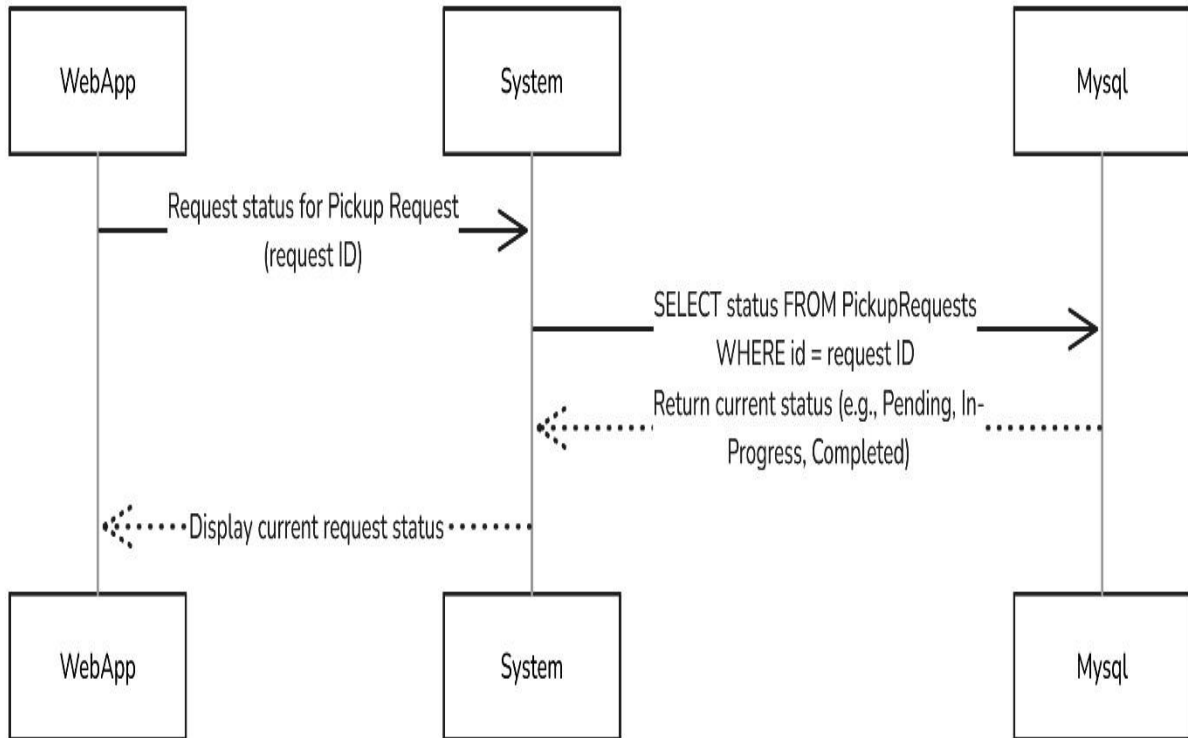 WebApp
System
Mysql
Request status for Pickup Request
(request ID)
SELECT status FROM PickupRequests
WHERE id = request ID
Return current status (e.g., Pending, In-
Progress, Completed)
Display current request status
WebApp
System
Mysql